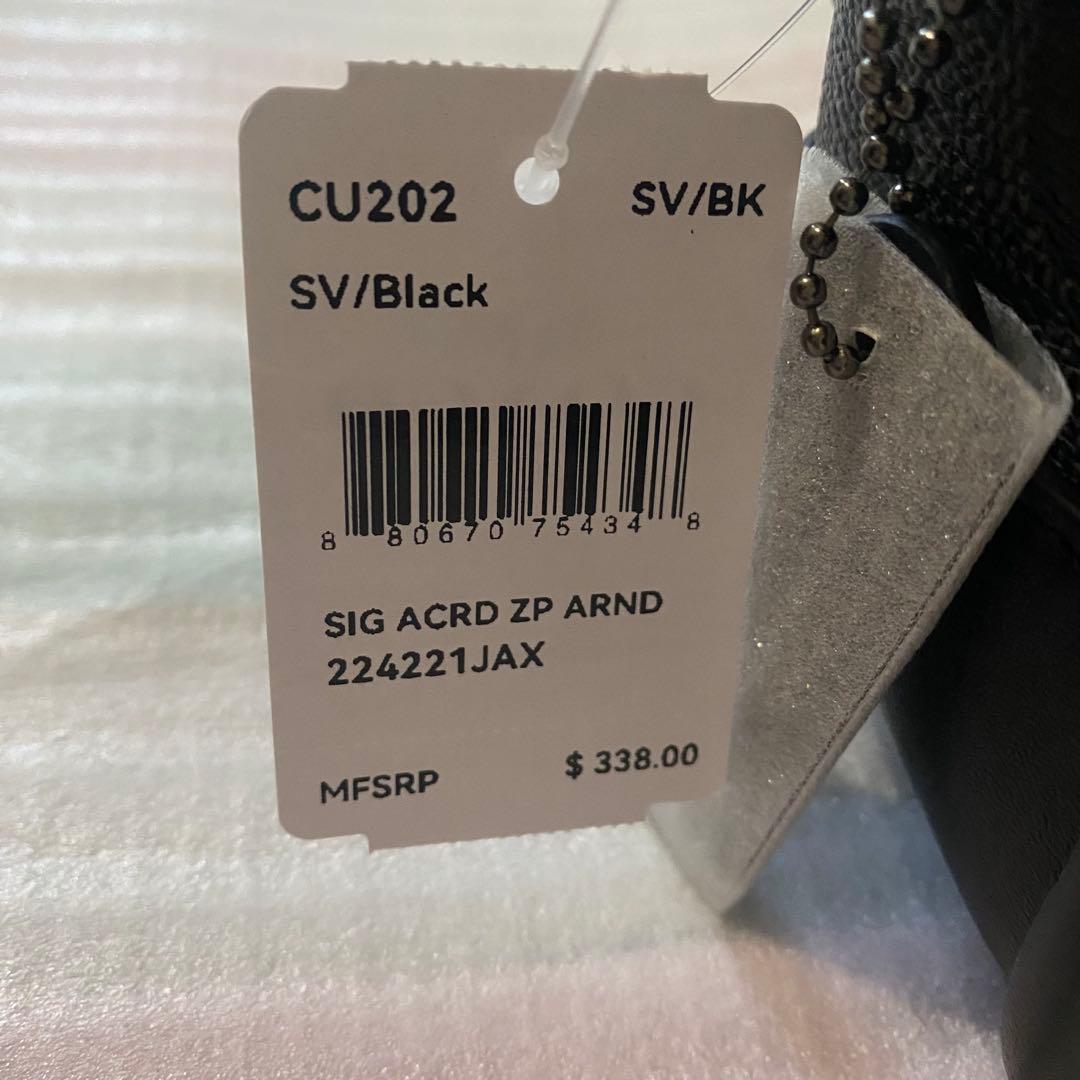 CU202 SV/BK
SV/Black
8 80670 75434 8
SIG ACRD ZP ARND
224221JAX
MFSRP $ 338.00